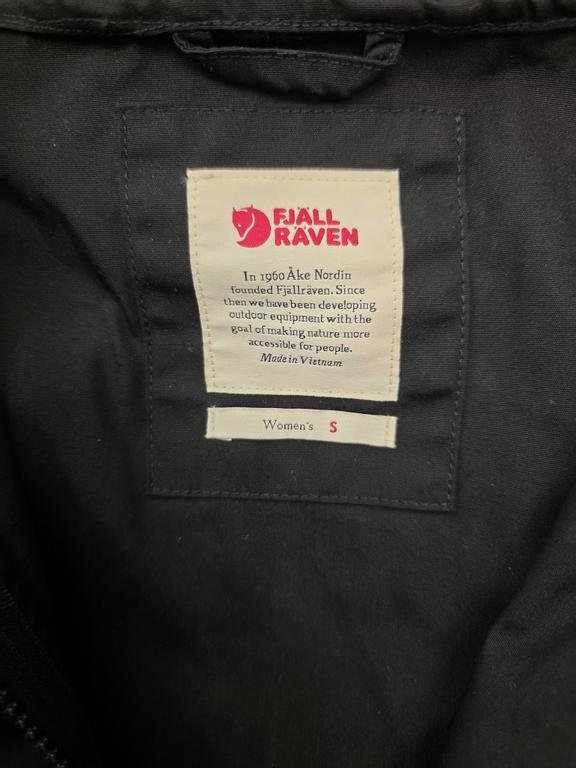 FJÄLL
RÄVEN
In 1960 Åke Nordin
founded Fjällräven. Since
then we have been developing
outdoor equipment with the
goal of making nature more
accessible for people.
Made in Vietnam
Women's S